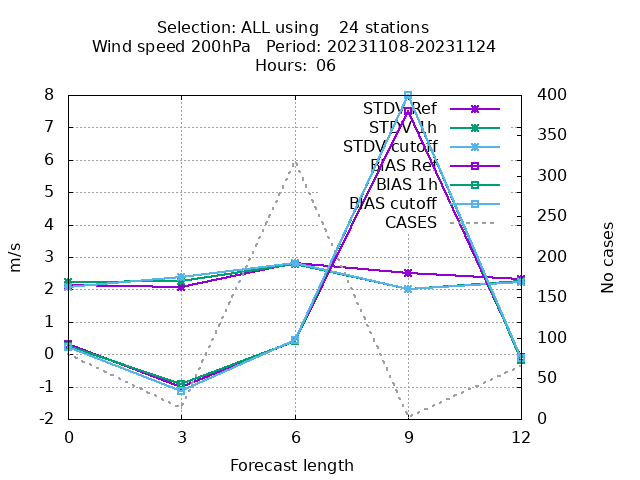 Selection: ALL using 24 stations
Wind speed 200hPa Period: 20231108-20231124
Hours: 06
8
7
6
5
4
3
2
1
0
-1
-2
m/s
STDV Ref
STDV 1h
STDV cutoff
BIAS Ref
BIAS 1h
BIAS cutoff
CASES
400
350
300
250
200
150
100
50
0
No cases
0 3 6 9 12
Forecast length